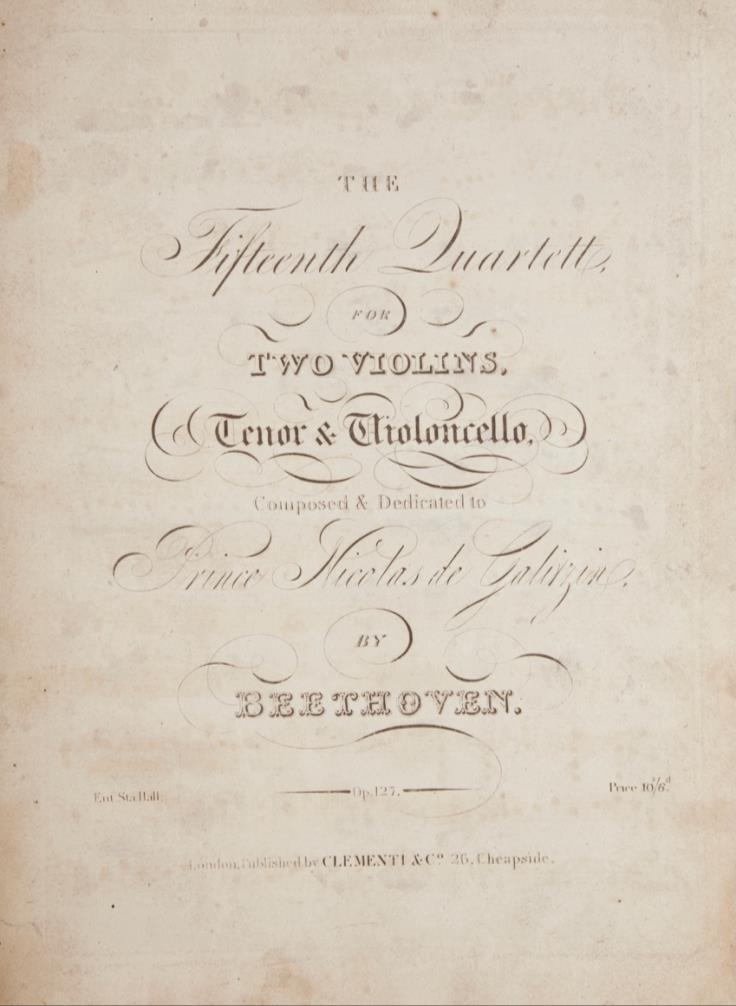 THE
Fifteenth Quartett,
FOR
TWO VIOLINS,
Tenor & Violoncello,
Composed & Dedicated to
Prince Nicolas de Galitzin,
BY
BEETHOVEN.
Ent. Sta. Hall.
Op. 127.
Price 10/6d
London, Published by CLEMENTI & Co. 26, Cheapside.